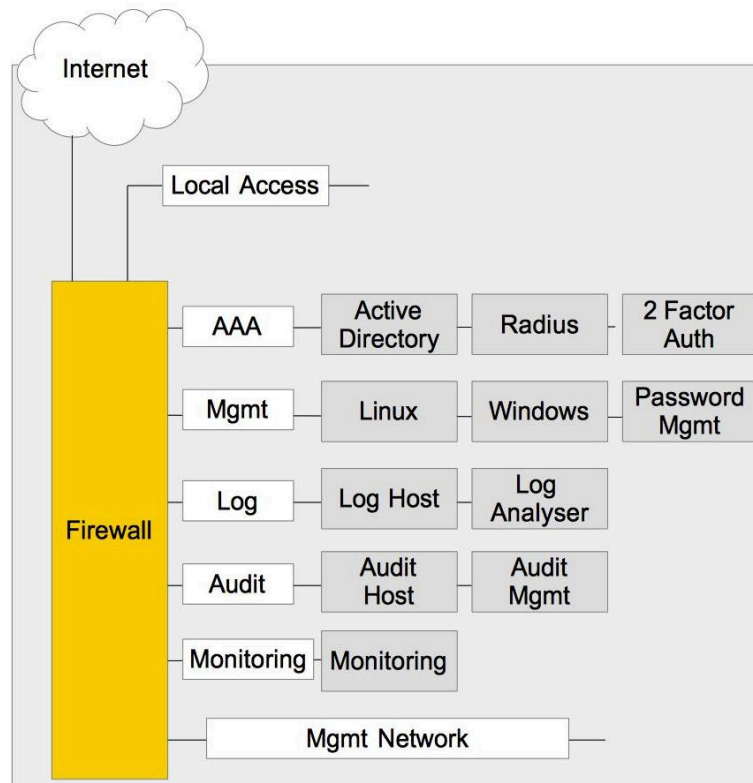 Internet
Local Access
AAA
Active
Directory
Radius
2 Factor
Auth
Mgmt
Linux
Windows
Password
Mgmt
Log
Log Host
Log
Analyser
Firewall
Audit
Audit
Host
Audit
Mgmt
Monitoring
Monitoring
Mgmt Network